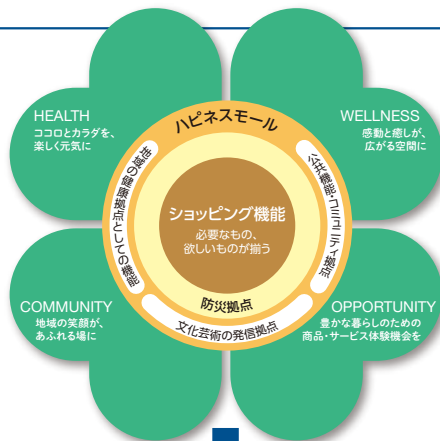 HEALTH
ココロとカラダを、
楽しく元気に
WELLNESS
感動と癒しが、
広がる空間に
ハピネスモール
地域の健康拠点としての機能
公共機能・コミュニティ拠点
ショッピング機能
必要なもの、
欲しいものが揃う
防災拠点
文化芸術の発信拠点
COMMUNITY
地域の笑顔が、
あふれる場に
OPPORTUNITY
豊かな暮らしのための
商品・サービス体験機会を